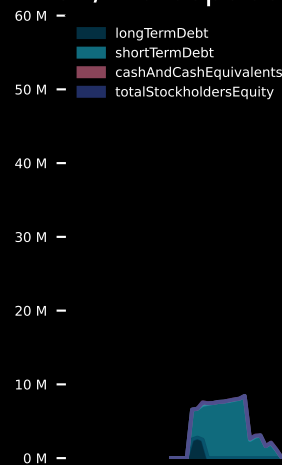 60 M
longTermDebt
shortTermDebt
cashAndCashEquivalents
totalStockholdersEquity
50 M
40 M
30 M
20 M
10 M
0 M